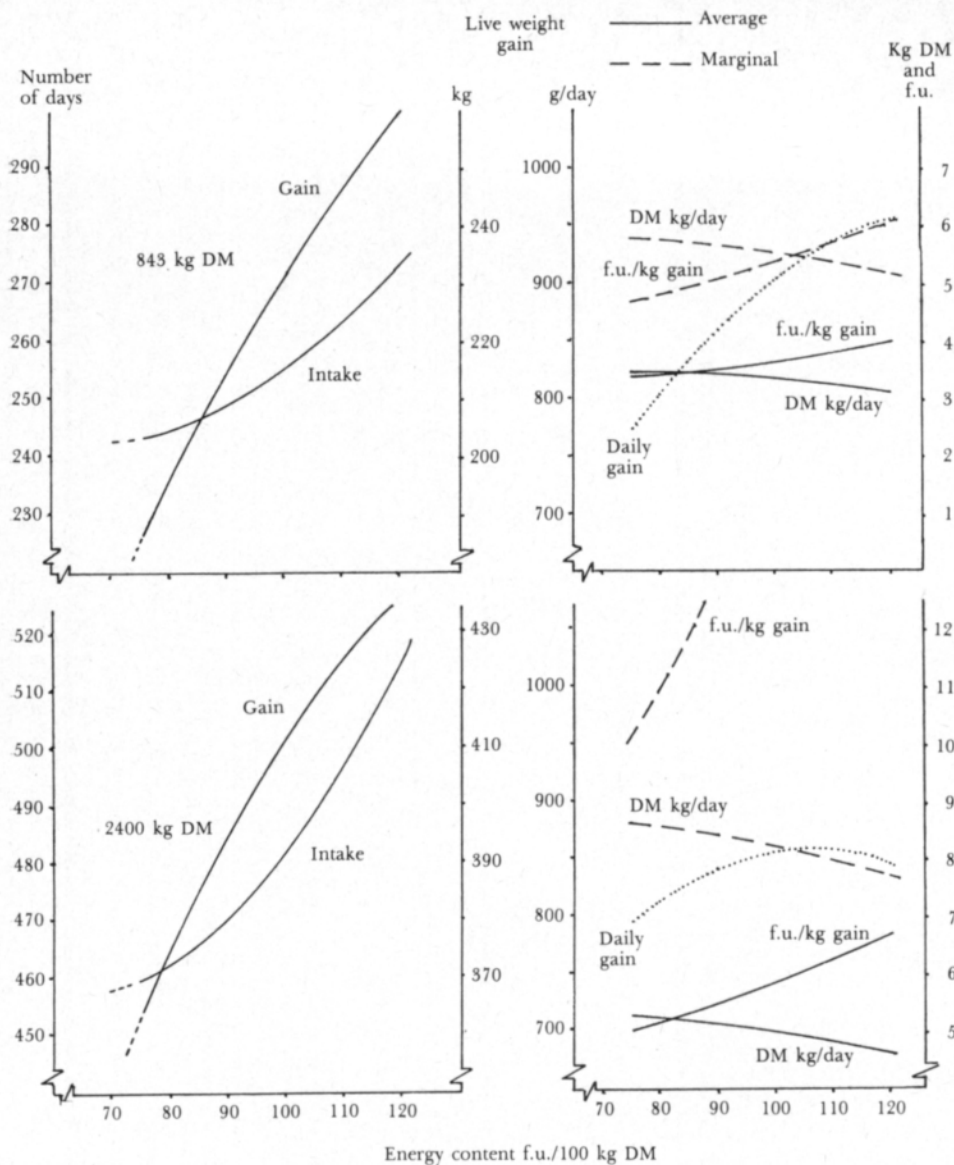 Live weight
gain
Average
Marginal
Number
of days
kg
g/day
Kg DM
and
f.u.
290
280
270
260
250
240
230
Gain
843 kg DM
Intake
240
220
200
1000
900
800
700
DM kg/day
f.u./kg gain
f.u./kg gain
DM kg/day
Daily
gain
7
6
5
4
3
2
1
520
510
500
490
480
470
460
450
Gain
2400 kg DM
Intake
430
410
390
370
1000
900
800
700
f.u./kg gain
DM kg/day
Daily
gain
f.u./kg gain
DM kg/day
12
11
10
9
8
7
6
5
70 80 90 100 110 120
70 80 90 100 110 120
Energy content f.u./100 kg DM